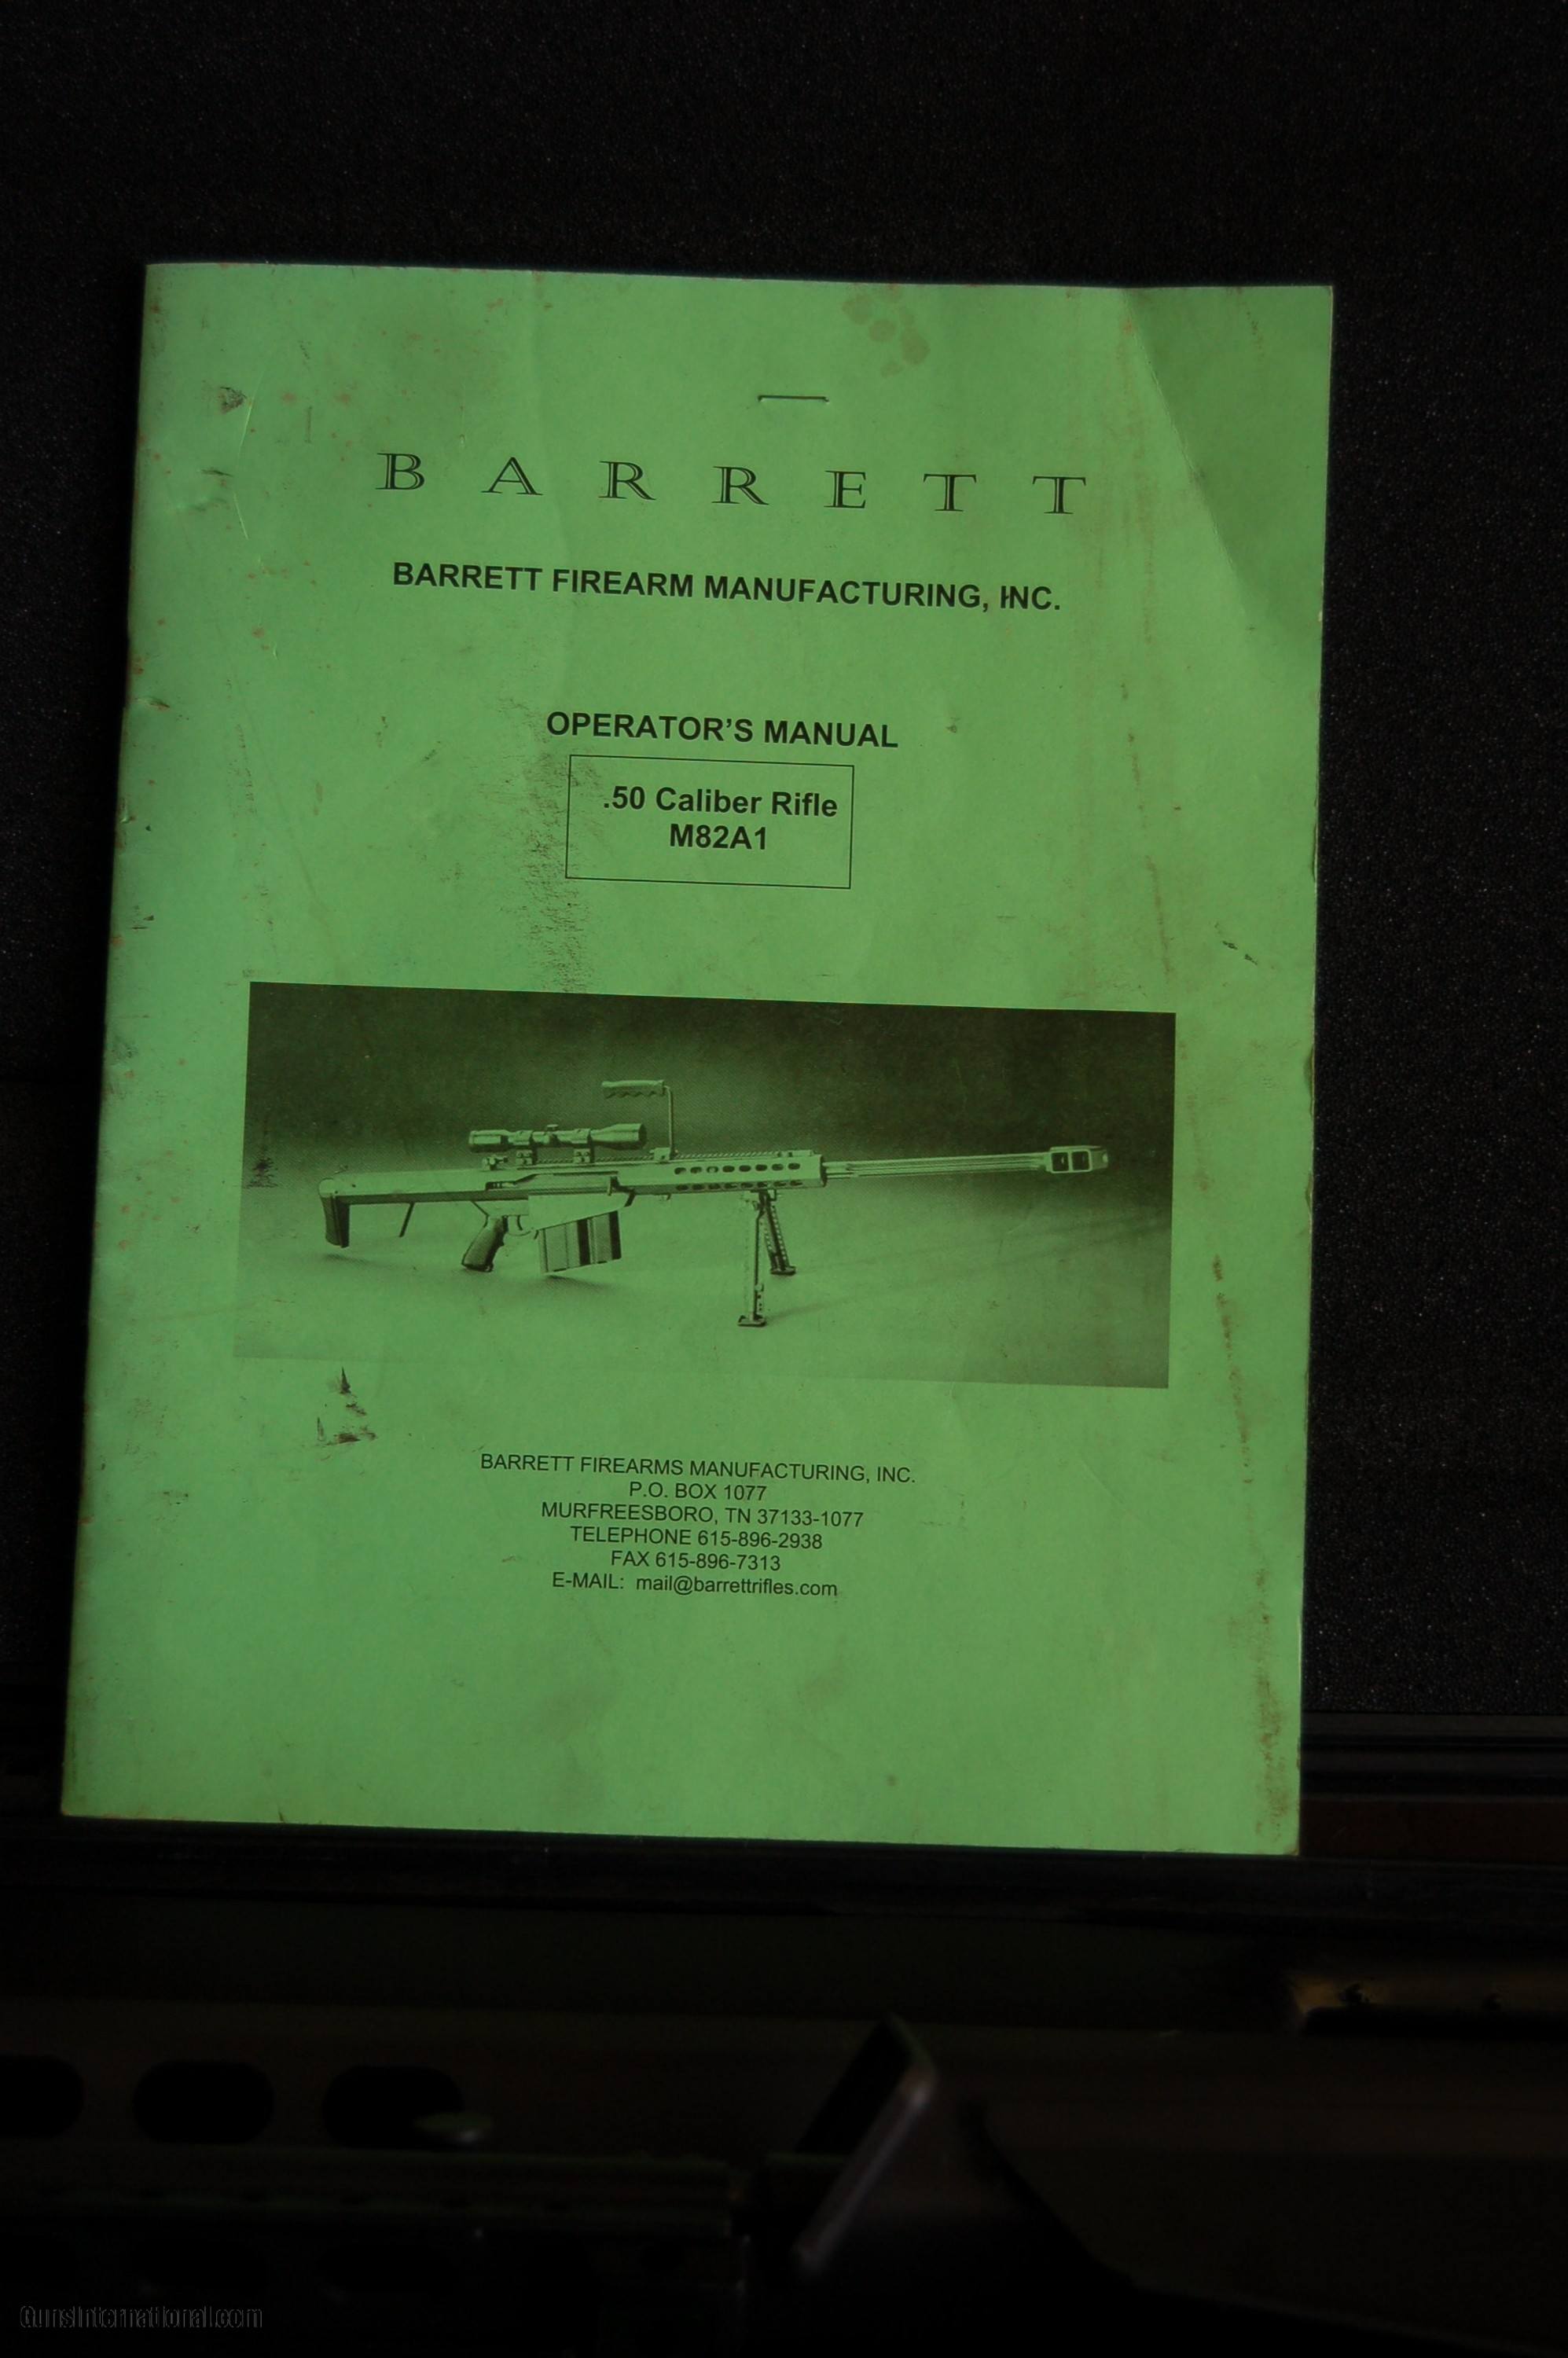 B A R R E T T
BARRETT FIREARM MANUFACTURING, INC.
OPERATOR'S MANUAL
.50 Caliber Rifle
M82A1
BARRETT FIREARMS MANUFACTURING, INC.
P.O. BOX 1077
MURFREESBORO, TN 37133-1077
TELEPHONE 615-896-2938
FAX 615-896-7313
E-MAIL: mail@barrettrifles.com
GunsInternational.com